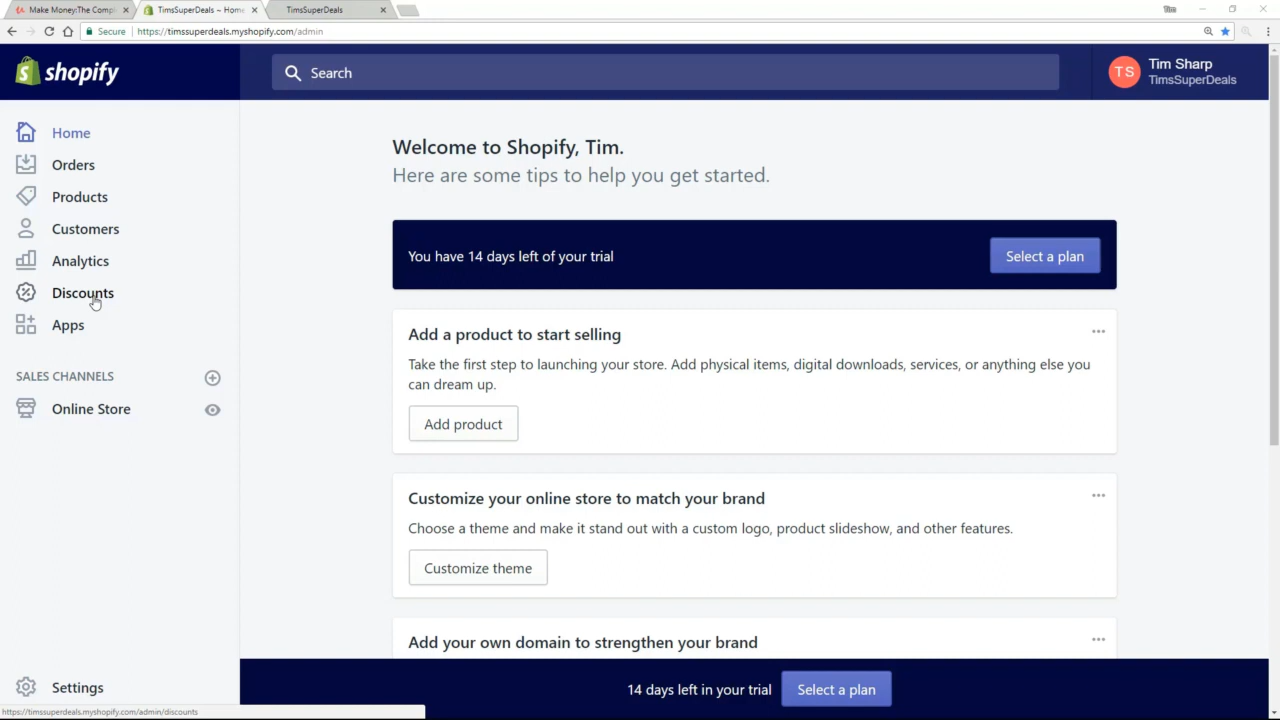 Make Money:The Compl
TimsSuperDeals ~ Home
TimsSuperDeals
Tim
Secure
https://timssuperdeals.myshopify.com/admin
shopify
Search
TS
Tim Sharp
TimsSuperDeals
Home
Orders
Products
Customers
Analytics
Discounts
Apps
SALES CHANNELS
Online Store
Settings
Welcome to Shopify, Tim.
Here are some tips to help you get started.
You have 14 days left of your trial
Select a plan
Add a product to start selling
Take the first step to launching your store. Add physical items, digital downloads, services, or anything else you
can dream up.
Add product
Customize your online store to match your brand
Choose a theme and make it stand out with a custom logo, product slideshow, and other features.
Customize theme
Add your own domain to strengthen your brand
14 days left in your trial
Select a plan
https://timssuperdeals.myshopify.com/admin/discounts